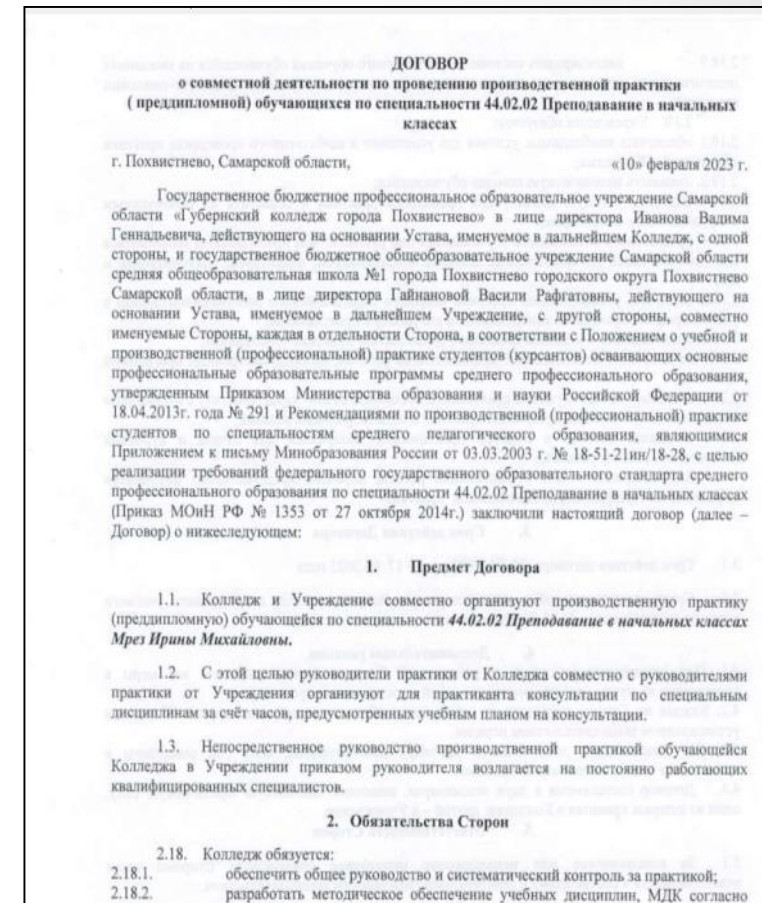 ДОГОВОР
о совместной деятельности по проведению производственной практики
( преддипломной) обучающихся по специальности 44.02.02 Преподавание в начальных
классах
г. Похвистнево, Самарской области, «10» февраля 2023 г.
Государственное бюджетное профессиональное образовательное учреждение Самарской
области «Губернский колледж города Похвистнево» в лице директора Иванова Вадима
Геннадьевича, действующего на основании Устава, именуемое в дальнейшем Колледж, с одной
стороны, и государственное бюджетное общеобразовательное учреждение Самарской области
средняя общеобразовательная школа №1 города Похвистнево городского округа Похвистнево
Самарской области, в лице директора Гайнановой Васили Рафгатовны, действующего на
основании Устава, именуемое в дальнейшем Учреждение, с другой стороны, совместно
именуемые Стороны, каждая в отдельности Сторона, в соответствии с Положением о учебной и
производственной (профессиональной) практике студентов (курсантов) осваивающих основные
профессиональные образовательные программы среднего профессионального образования,
утвержденным Приказом Министерства образования и науки Российской Федерации от
18.04.2013г. года № 291 и Рекомендациями по производственной (профессиональной) практике
студентов по специальностям среднего педагогического образования, являющимися
Приложением к письму Минобразования России от 03.03.2003 г. № 18-51-21ин/18-28, с целью
реализации требований федерального государственного образовательного стандарта среднего
профессионального образования по специальности 44.02.02 Преподавание в начальных классах
(Приказ МОиН РФ № 1353 от 27 октября 2014г.) заключили настоящий договор (далее –
Договор) о нижеследующем:
1. Предмет Договора
1.1. Колледж и Учреждение совместно организуют производственную практику
(преддипломную) обучающейся по специальности 44.02.02 Преподавание в начальных классах
Мрез Ирины Михайловны.
1.2. С этой целью руководители практики от Колледжа совместно с руководителями
практики от Учреждения организуют для практиканта консультации по специальным
дисциплинам за счёт часов, предусмотренных учебным планом на консультации.
1.3. Непосредственное руководство производственной практикой обучающейся
Колледжа в Учреждении приказом руководителя возлагается на постоянно работающих
квалифицированных специалистов.
2. Обязательства Сторон
2.18. Колледж обязуется:
2.18.1. обеспечить общее руководство и систематический контроль за практикой;
2.18.2. разработать методическое обеспечение учебных дисциплин, МДК согласно